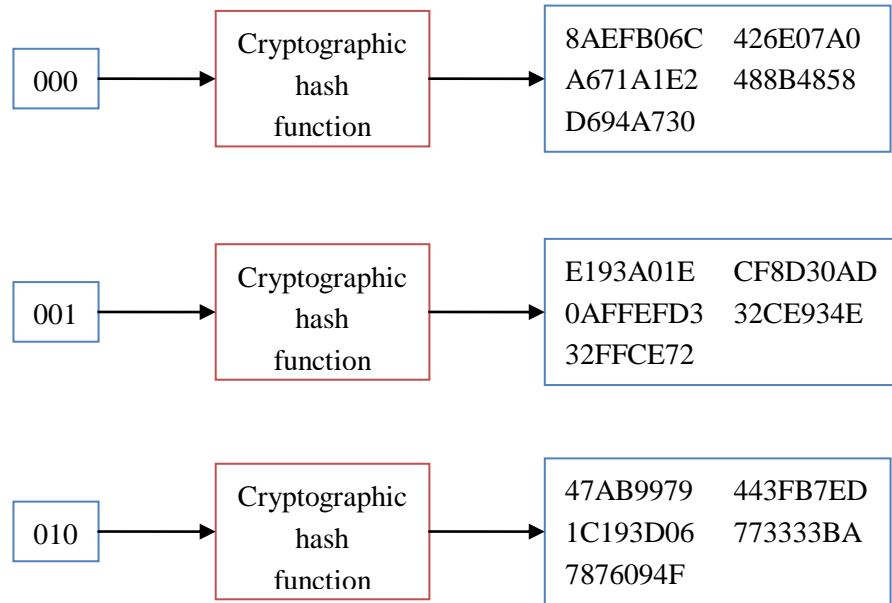 000
Cryptographic
hash
function
8AEFB06C 426E07A0
A671A1E2 488B4858
D694A730
001
Cryptographic
hash
function
E193A01E CF8D30AD
0AFFEFD3 32CE934E
32FFCE72
010
Cryptographic
hash
function
47AB9979 443FB7ED
1C193D06 773333BA
7876094F